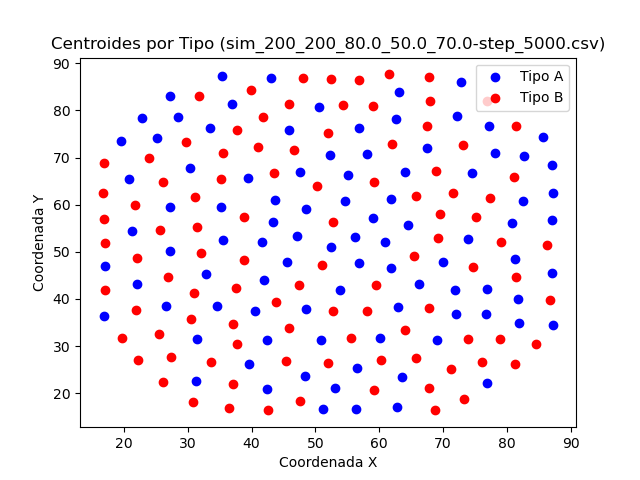 Centroides por Tipo (sim_200_200_80.0_50.0_70.0-step_5000.csv)
Tipo A
Tipo B
90
80
70
60
50
40
30
20
Coordenada Y
20 30 40 50 60 70 80 90
Coordenada X